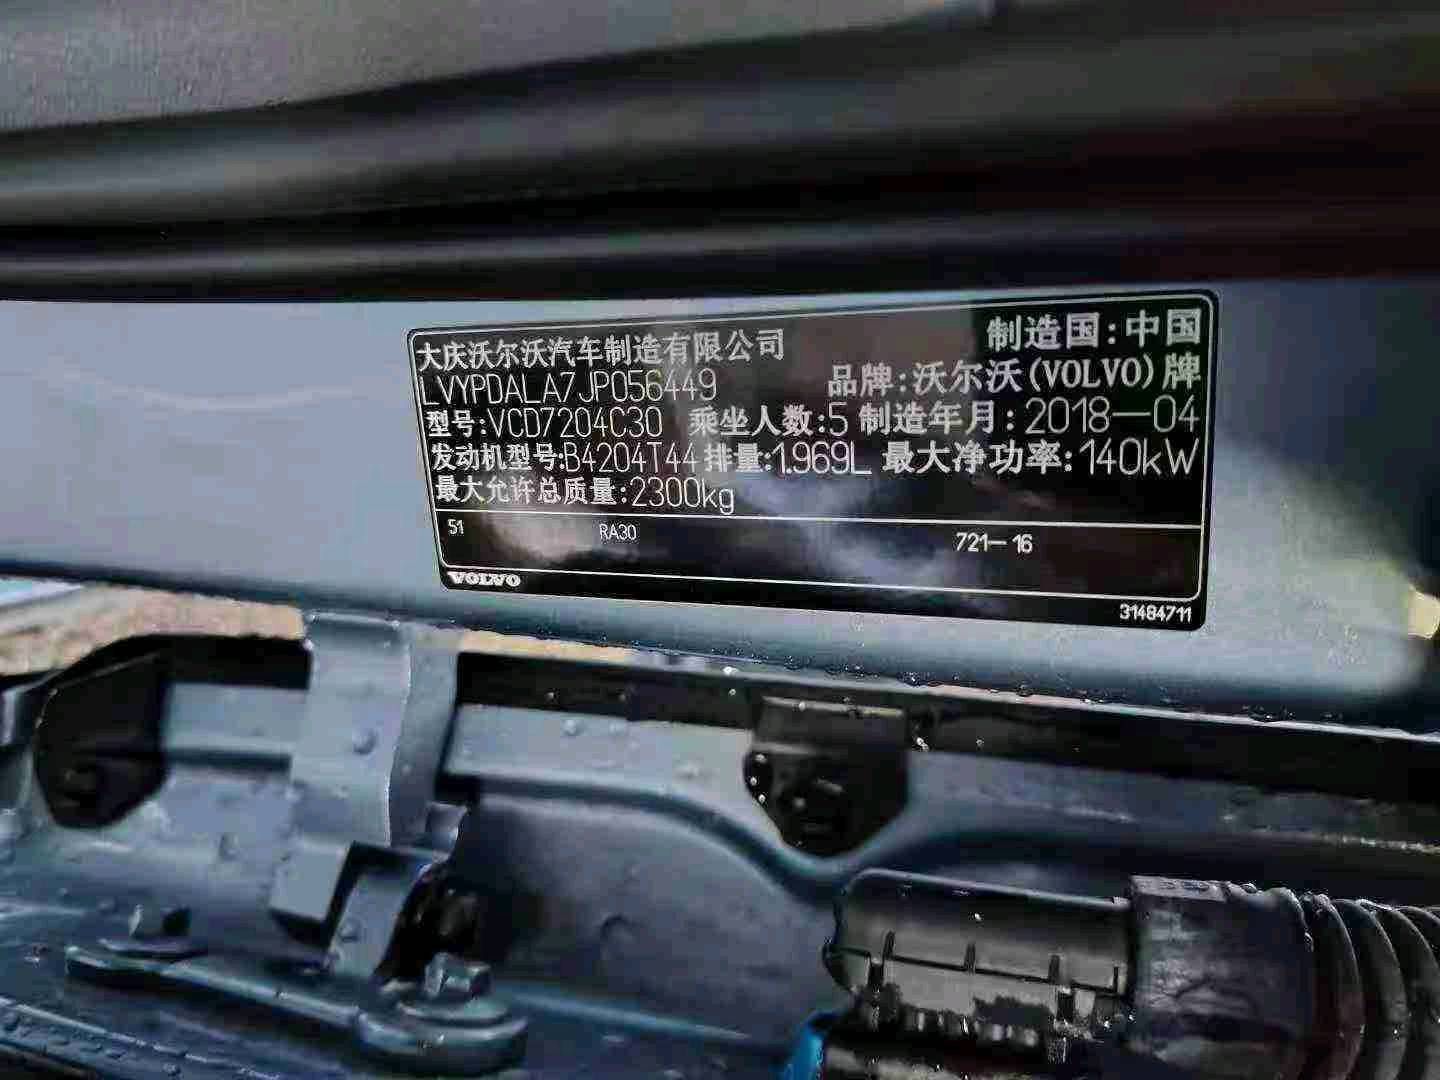 大庆沃尔沃汽车制造有限公司 制造国:中国
LVYPDALA7JP056449 品牌:沃尔沃(VOLVO)牌
型号:VCD7204C30 乘坐人数:5 制造年月:2018—04
发动机型号:B4204T44 排量:1.969L 最大净功率:140kW
最大允许总质量:2300kg
51 RA30 721—16
VOLVO
31484711